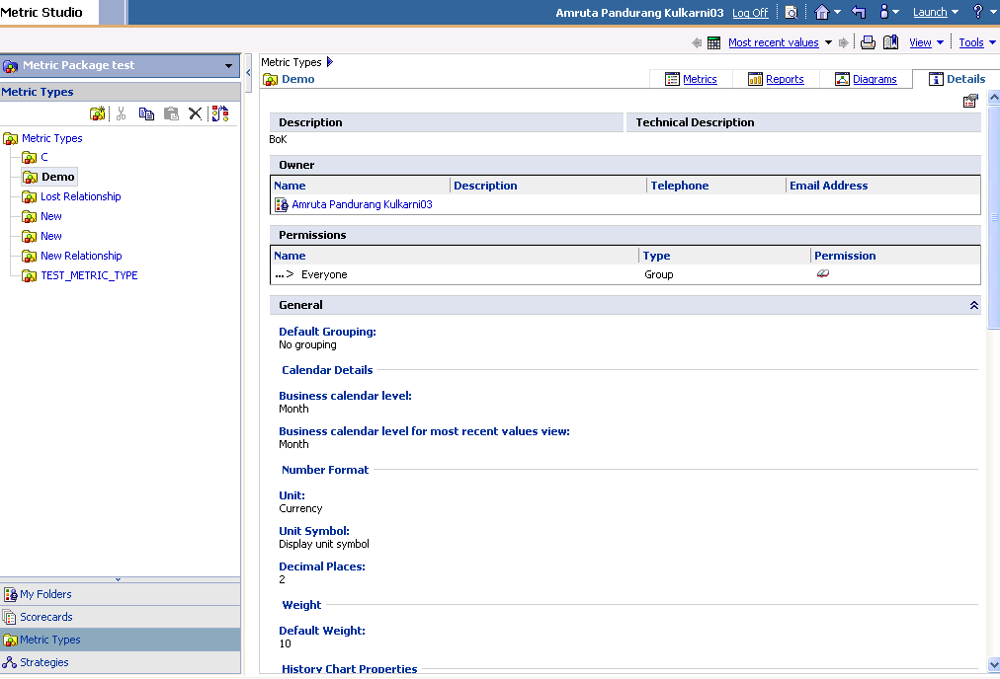 Metric Studio
Amruta Pandurang Kulkarni03 Log Off Launch ?
Most recent values View Tools
Metric Package test
Metric Types
Metric Types
C
Demo
Lost Relationship
New
New
New Relationship
TEST_METRIC_TYPE
My Folders
Scorecards
Metric Types
Strategies
Metric Types
Demo
Metrics Reports Diagrams Details
Description Technical Description
BoK
Owner
Name Description Telephone Email Address
Amruta Pandurang Kulkarni03
Permissions
Name Type Permission
...> Everyone Group
General
Default Grouping:
No grouping
Calendar Details
Business calendar level:
Month
Business calendar level for most recent values view:
Month
Number Format
Unit:
Currency
Unit Symbol:
Display unit symbol
Decimal Places:
2
Weight
Default Weight:
10
History Chart Properties